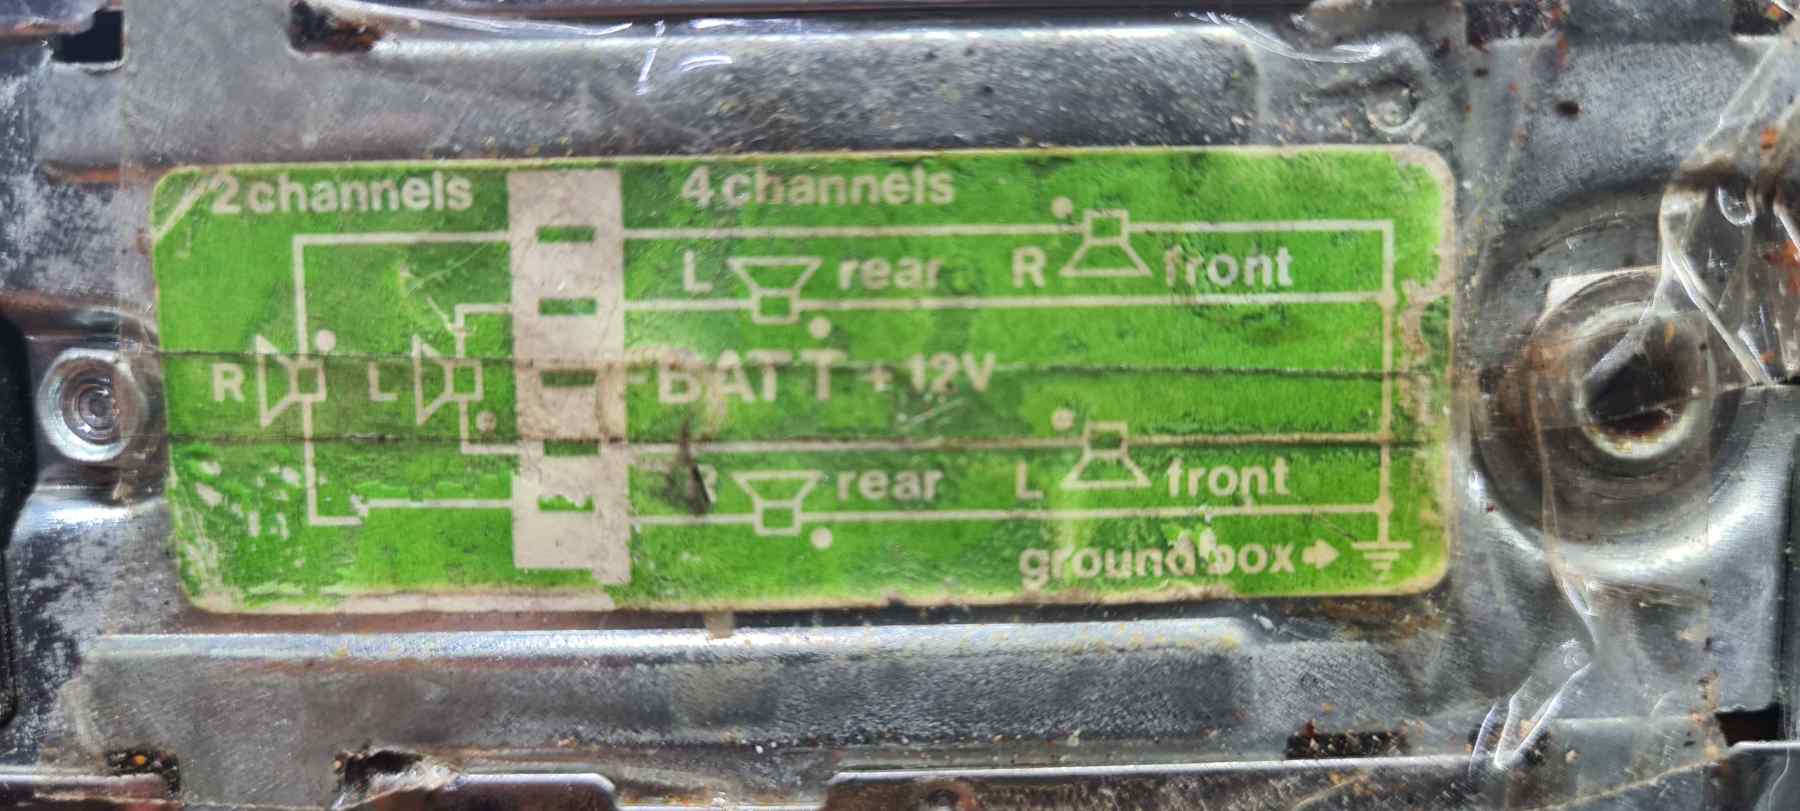 2 channels 4 channels
L rear R front
R L BATT + 12V
R rear L front
ground box